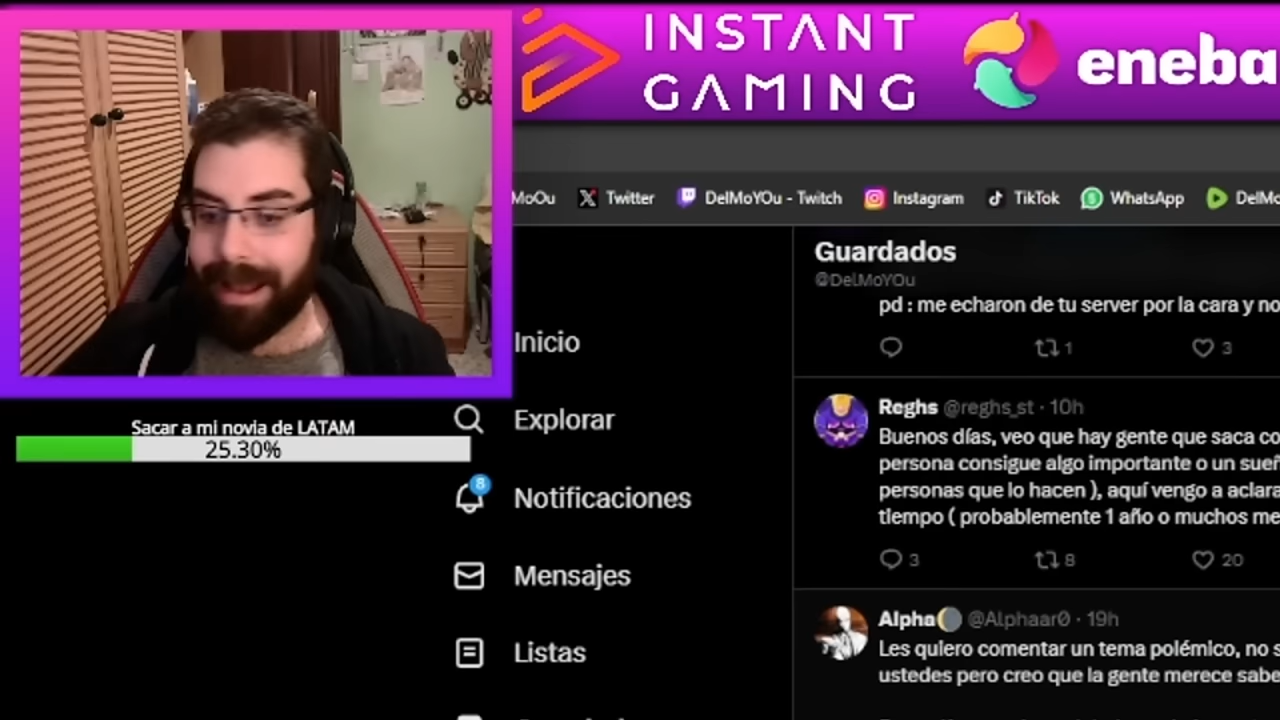 INSTANT
GAMING
eneba
MoOu
Twitter
DelMoYOu - Twitch
Instagram
TikTok
WhatsApp
DelMo
Guardados
@DelMoYOu
pd : me echaron de tu server por la cara y no
1
3
Inicio
Sacar a mi novia de LATAM
25.30%
Explorar
8
Notificaciones
Mensajes
Listas
Reghs @reghs_st · 10h
Buenos días, veo que hay gente que saca co
persona consigue algo importante o un sueñ
personas que lo hacen ), aquí vengo a aclara
tiempo ( probablemente 1 año o muchos me
3
8
20
Alpha @Alphaar0 · 19h
Les quiero comentar un tema polémico, no s
ustedes pero creo que la gente merece sabe